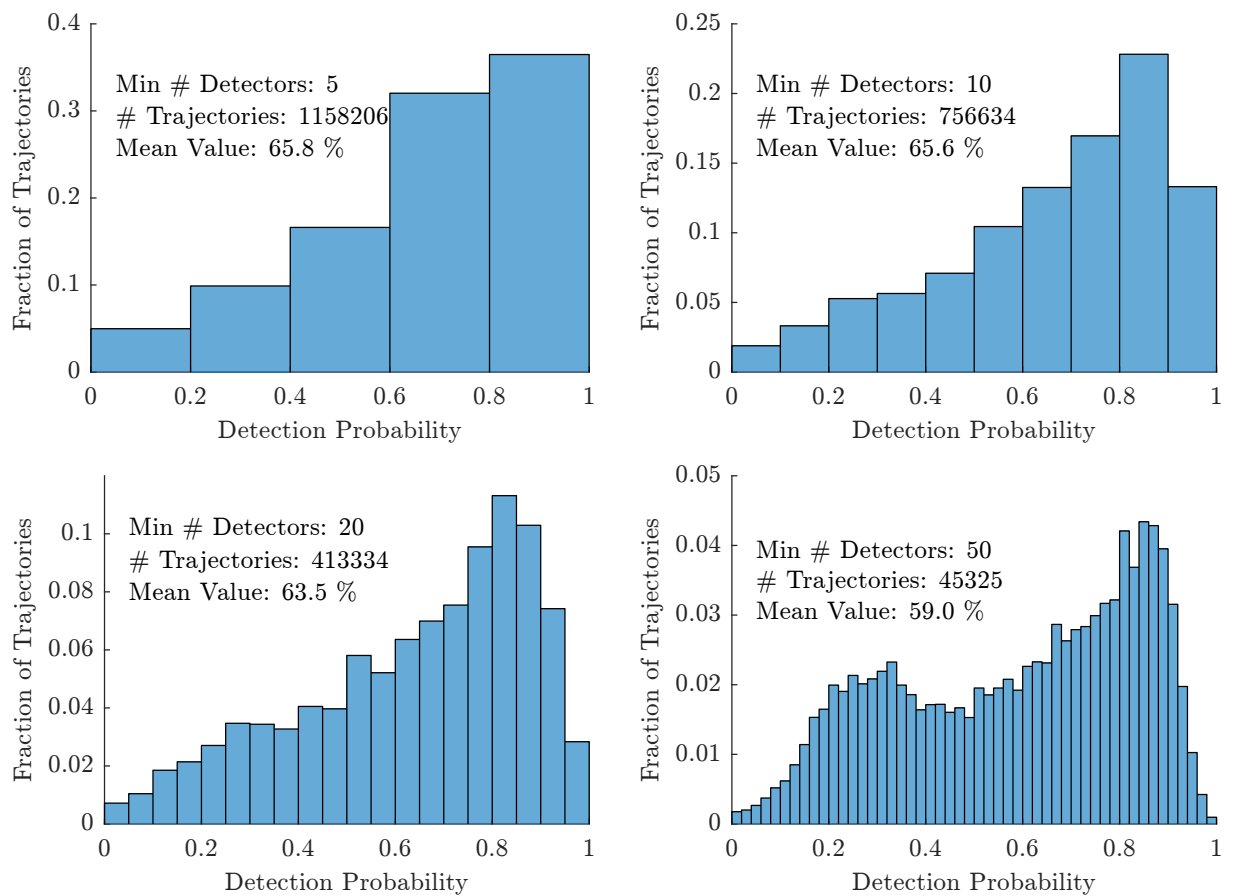 0.4
0.3
0.2
0.1
0
Fraction of Trajectories
Min # Detectors: 5
# Trajectories: 1158206
Mean Value: 65.8 %
0 0.2 0.4 0.6 0.8 1
Detection Probability
0.25
0.2
0.15
0.1
0.05
0
Fraction of Trajectories
Min # Detectors: 10
# Trajectories: 756634
Mean Value: 65.6 %
0 0.2 0.4 0.6 0.8 1
Detection Probability
0.1
0.08
0.06
0.04
0.02
0
Fraction of Trajectories
Min # Detectors: 20
# Trajectories: 413334
Mean Value: 63.5 %
0 0.2 0.4 0.6 0.8 1
Detection Probability
0.05
0.04
0.03
0.02
0.01
0
Fraction of Trajectories
Min # Detectors: 50
# Trajectories: 45325
Mean Value: 59.0 %
0 0.2 0.4 0.6 0.8 1
Detection Probability